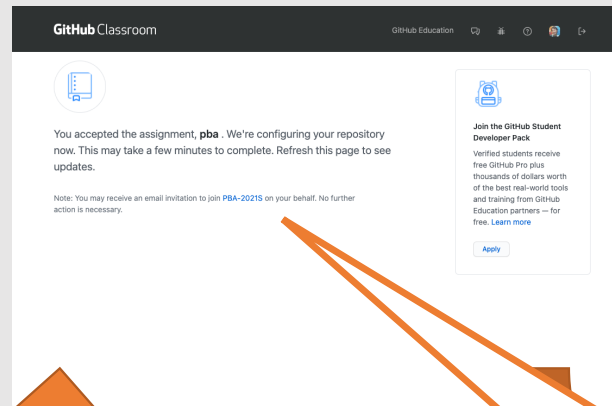 GitHub Classroom
GitHub Education
You accepted the assignment, pba . We're configuring your repository
now. This may take a few minutes to complete. Refresh this page to see
updates.
Note: You may receive an email invitation to join PBA-2021S on your behalf. No further
action is necessary.
Join the GitHub Student
Developer Pack
Verified students receive
free GitHub Pro plus
thousands of dollars worth
of the best real-world tools
and training from GitHub
Education partners — for
free. Learn more
Apply